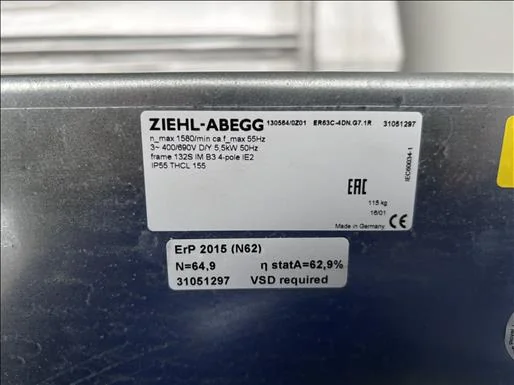 ZIEHL-ABEGG 130564/0Z01 ER63C-4DN.G7.1R 31051297
n_max 1580/min ca f_max 55Hz
3~ 400/690V D/Y 5,5kW 50Hz
frame 132S IM B3 4-pole IE2
IP55 THCL 155
IEC60034-1
EAC
115 kg
16/01
Made in Germany CE
ErP 2015 (N62)
N=64,9 η statA=62,9%
31051297 VSD required